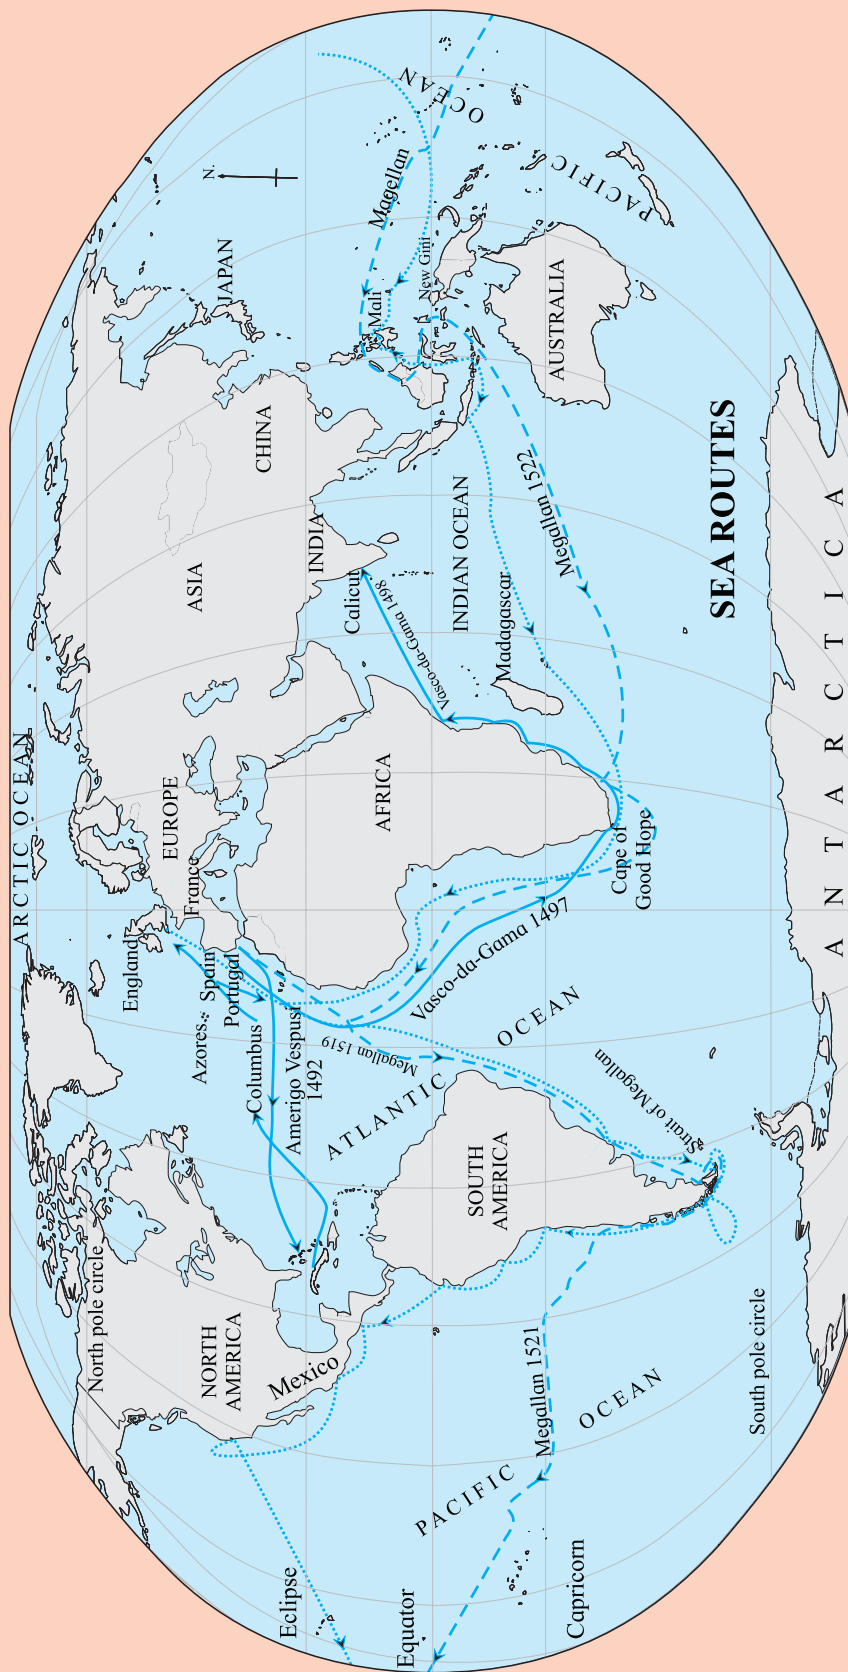 SEA ROUTES
N.
ARCTIC OCEAN
North pole circle
NORTH
AMERICA
Mexico
Eclipse
Equator
Capricorn
South pole circle
PACIFIC
OCEAN
Megallan 1521
SOUTH
AMERICA
Strait of Megallan
ATLANTIC
OCEAN
Columbus
Amerigo Vespusi
1492
Megallan 1519
Azores
England
France
Spain
Portugal
EUROPE
AFRICA
Vasco-da-Gama 1497
Cape of
Good Hope
Madagascar
Vasco-da-Gama 1498
Calicut
ASIA
INDIA
CHINA
JAPAN
INDIAN OCEAN
Megallan 1522
Mali
New Gini
Magellan
AUSTRALIA
PACIFIC
OCEAN
ANTARCTICA